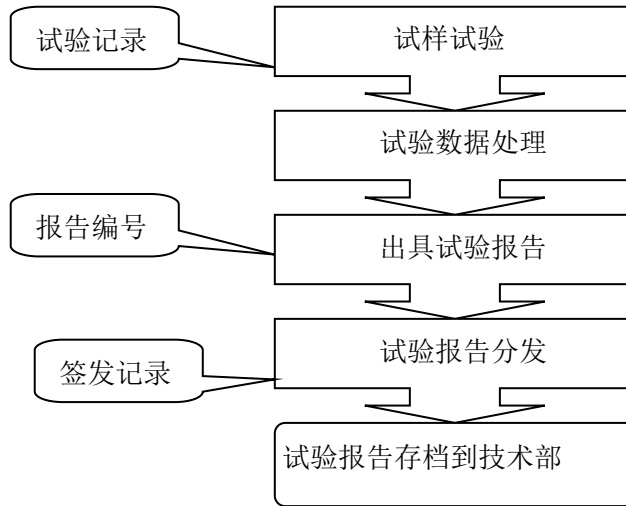 试验记录
试样试验
试验数据处理
报告编号
出具试验报告
试验报告分发
签发记录
试验报告存档到技术部